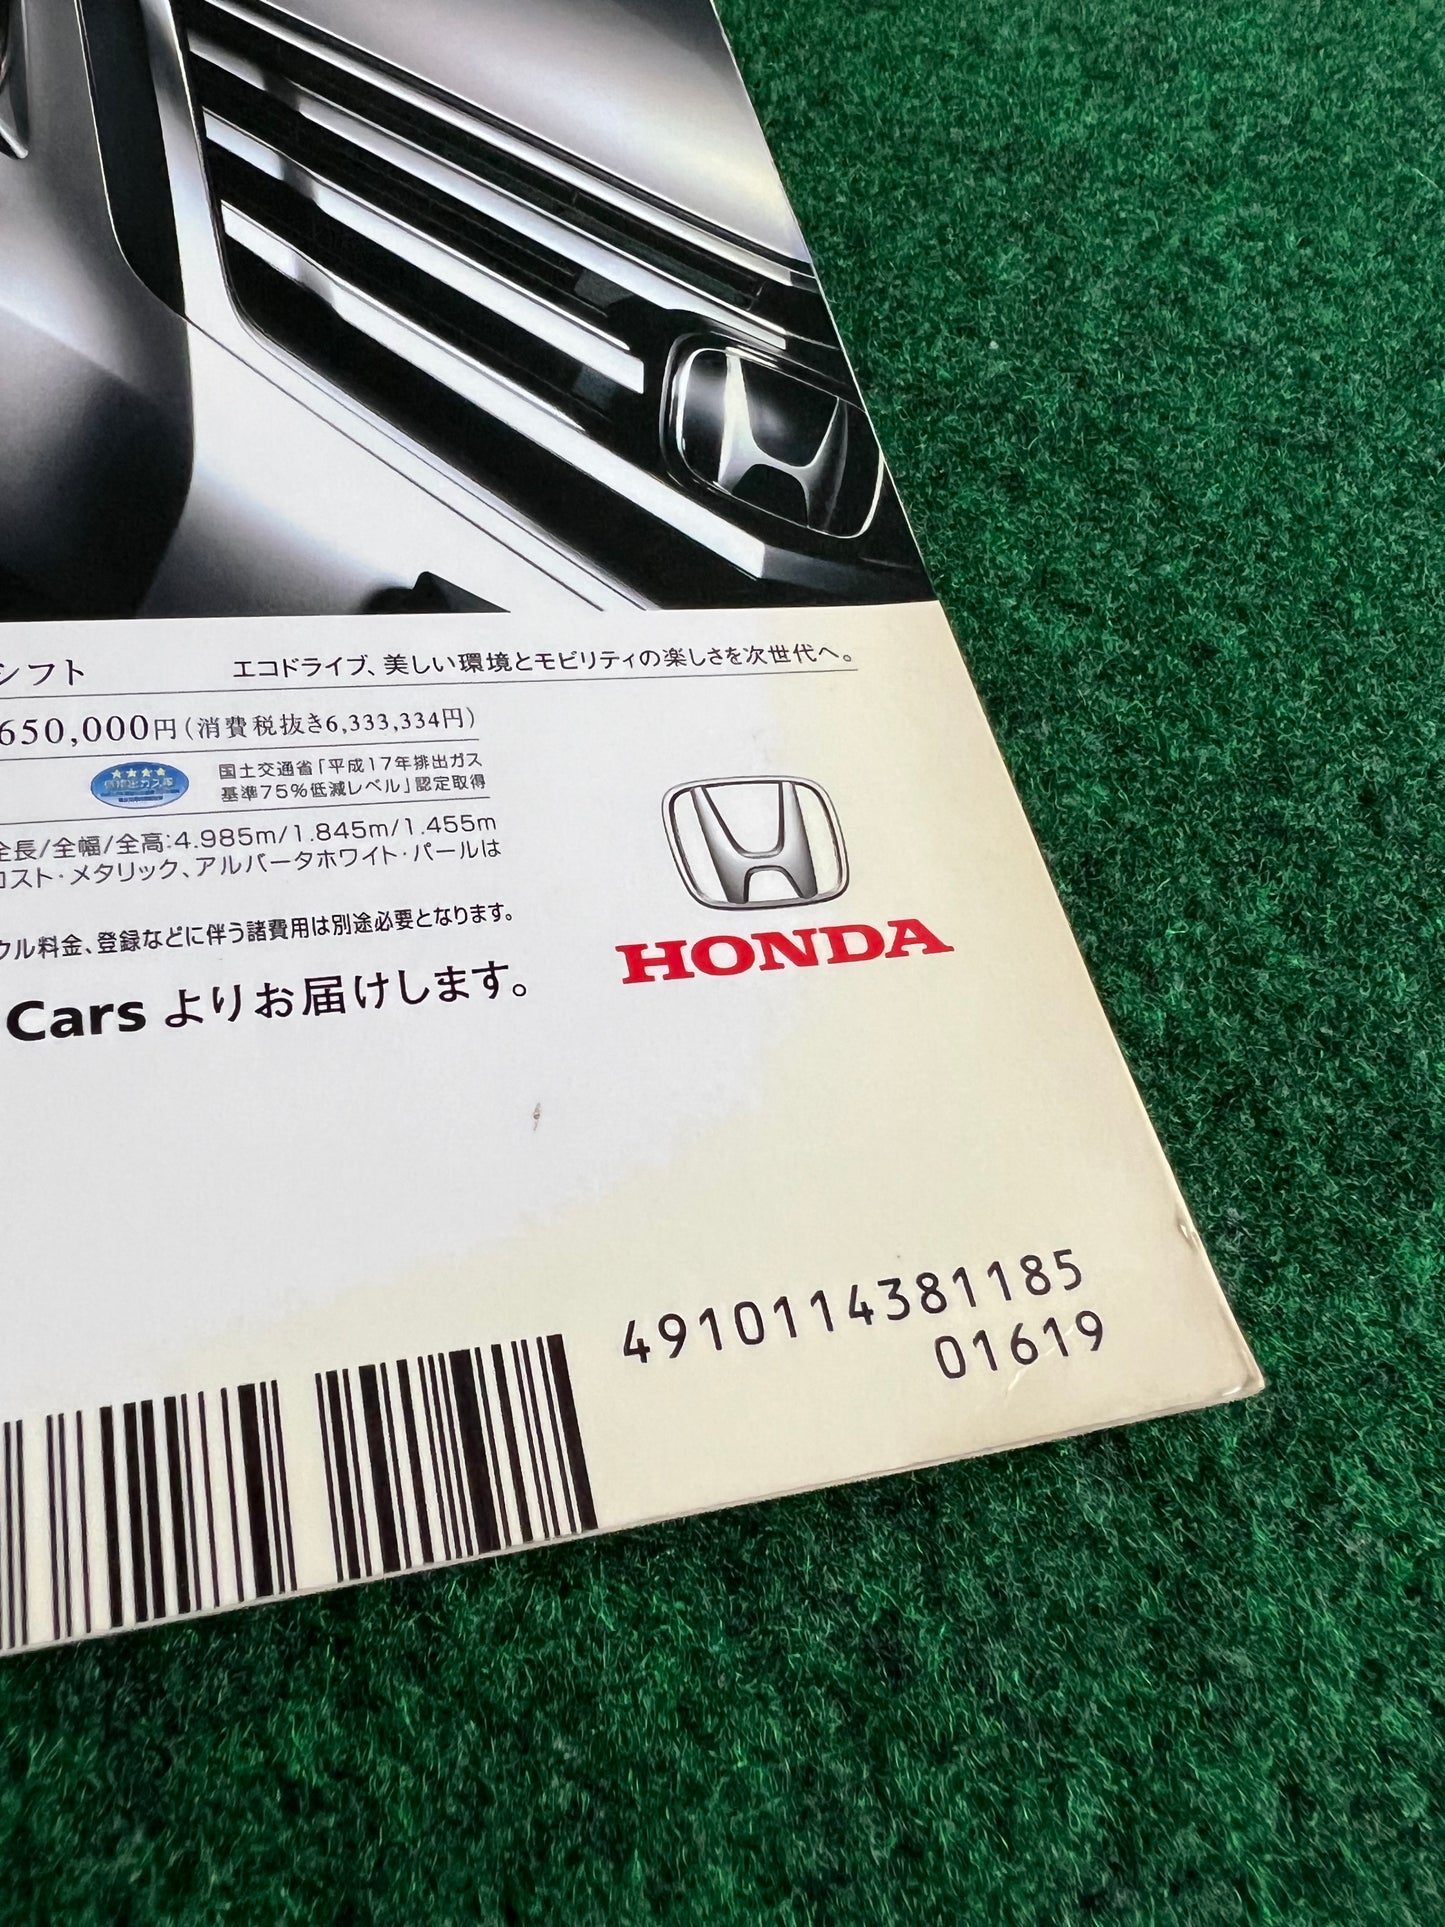 シフト
エコドライブ、美しい環境とモビリティの楽しさを次世代へ。
650,000円(消費税抜き6,333,334円)
国土交通省「平成17年排出ガス
基準75%低減レベル」認定取得
全長/全幅/全高:4.985m/1.845m/1.455m
コスト・メタリック、アルバータホワイト・パールは
クル料金、登録などに伴う諸費用は別途必要となります。
Cars よりお届けします。
HONDA
4910114381185
01619